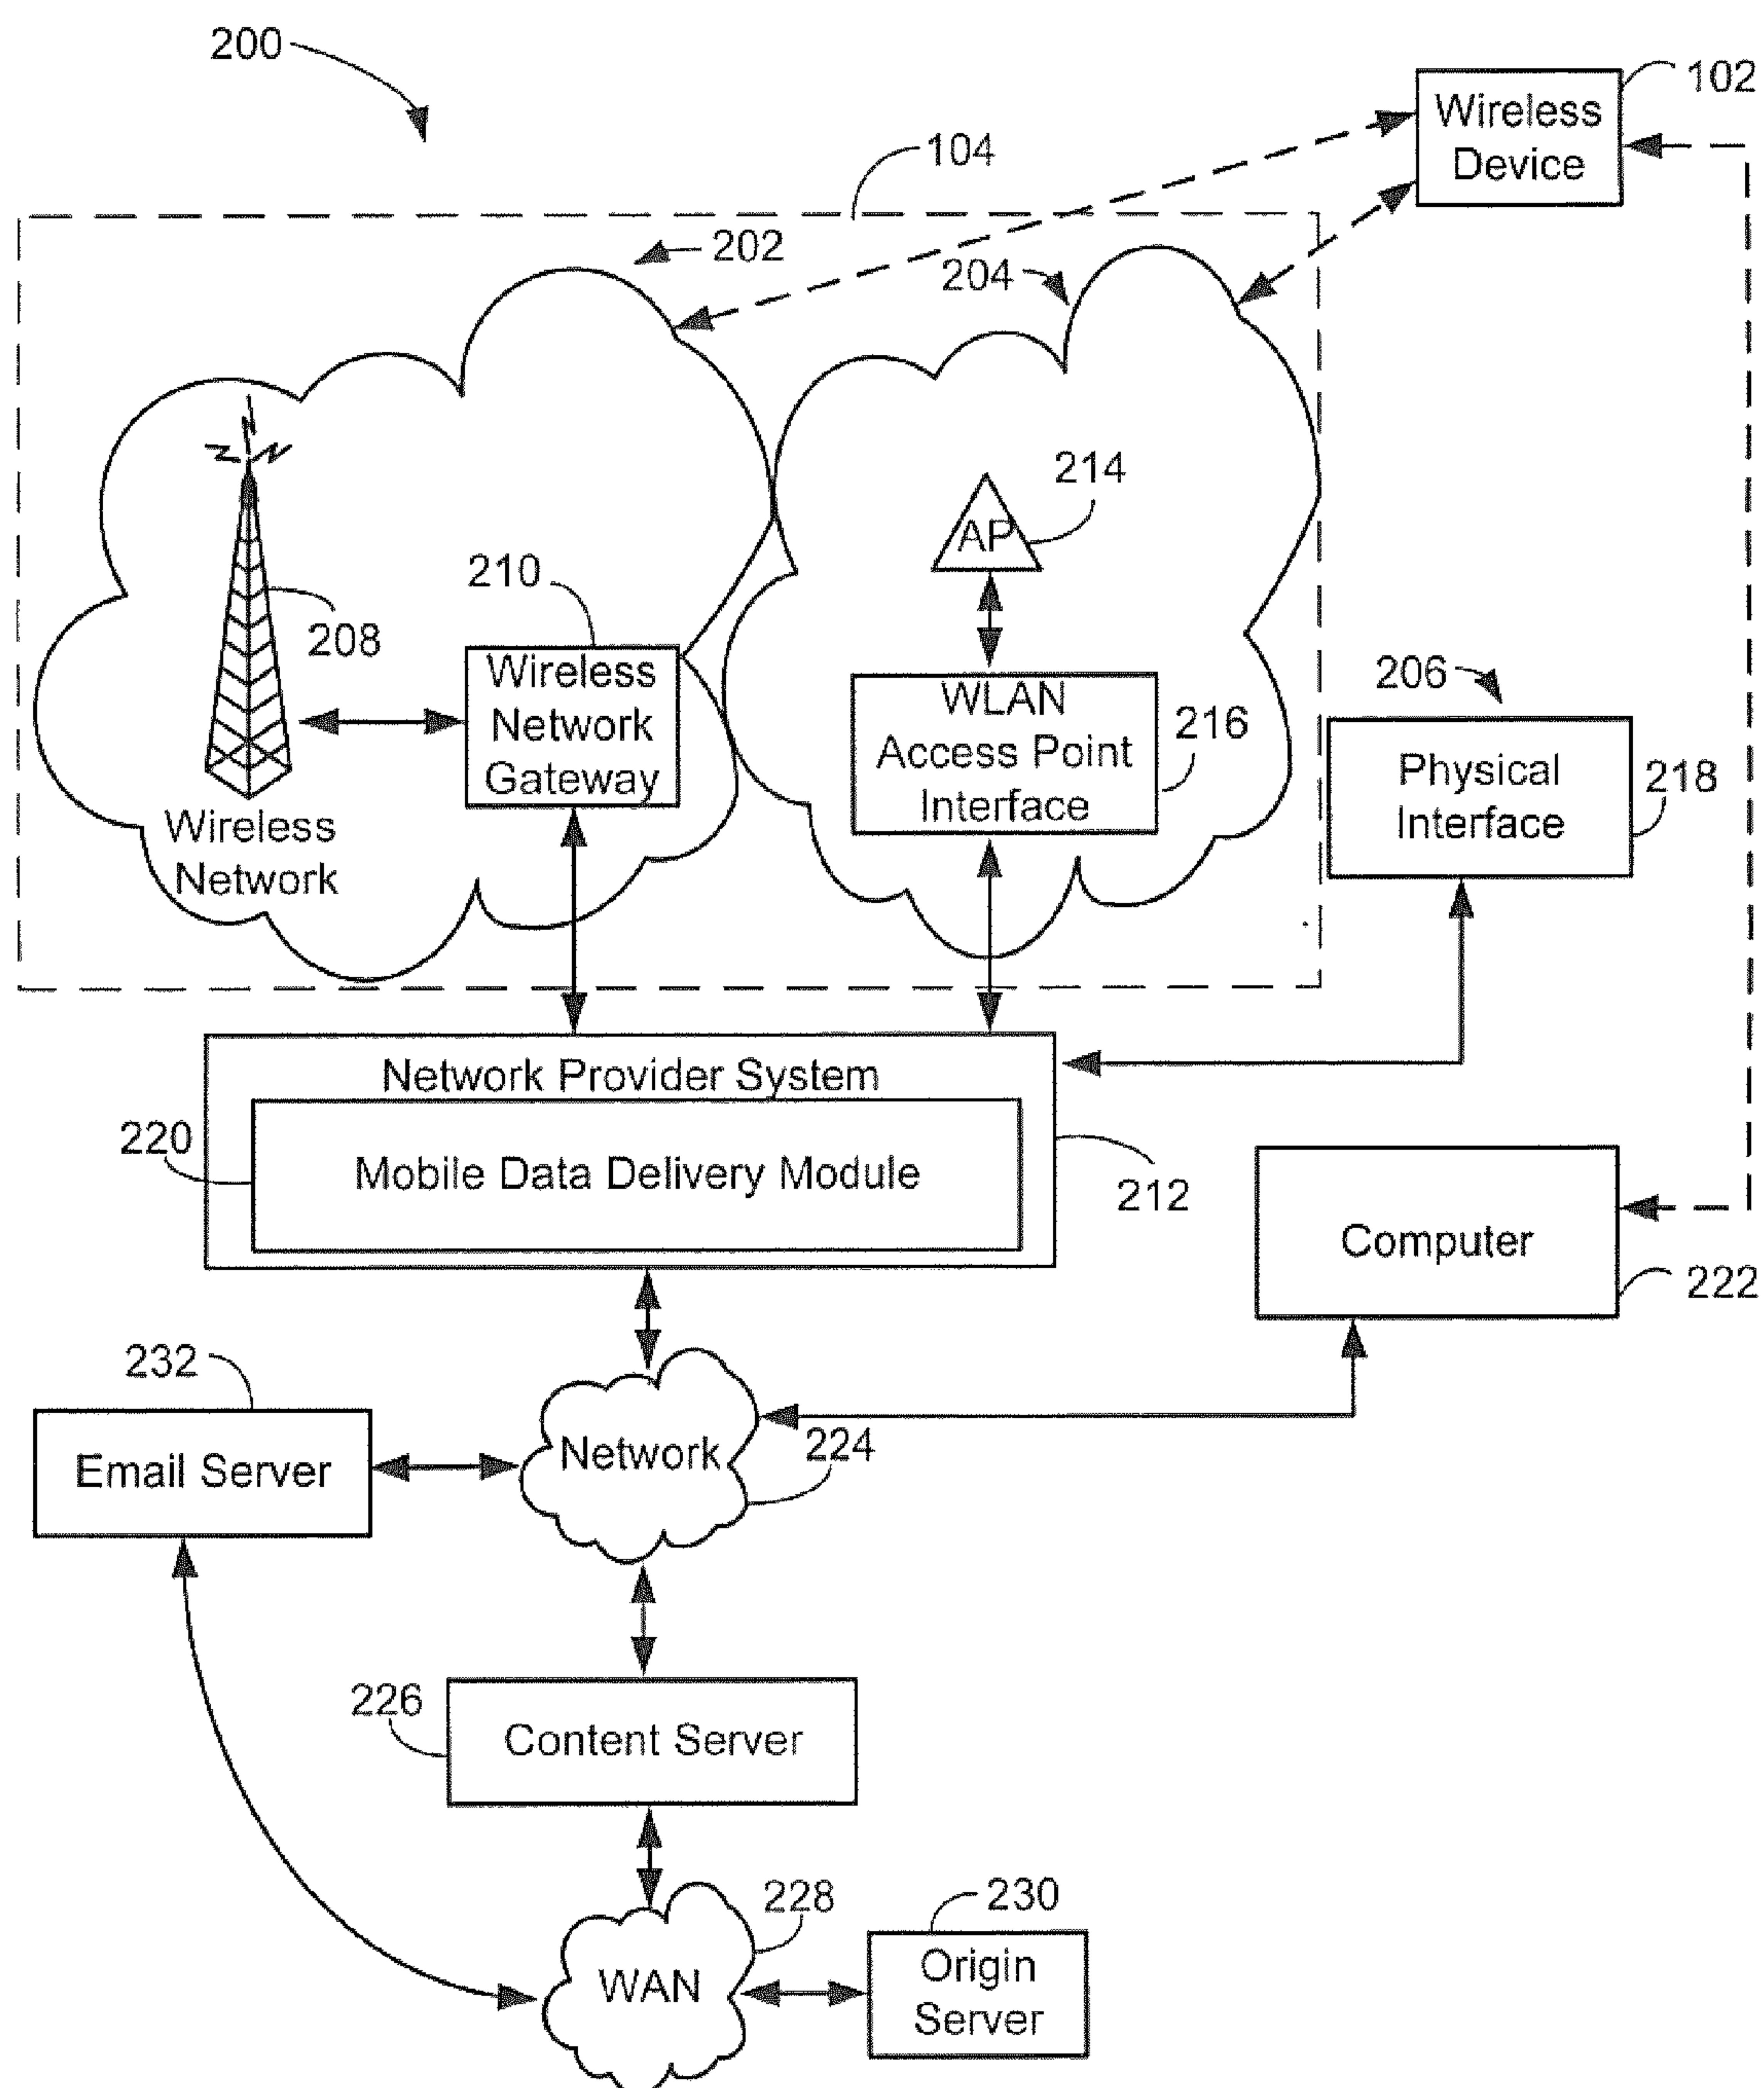 200
102
Wireless
Device
104
202
204
214
AP
210
208
Wireless
Network
Gateway
WLAN
Access Point
Interface
216
206
Physical
Interface
218
Wireless
Network
Network Provider System
220
Mobile Data Delivery Module
212
Computer
222
232
Email Server
Network
224
226
Content Server
228
WAN
230
Origin
Server